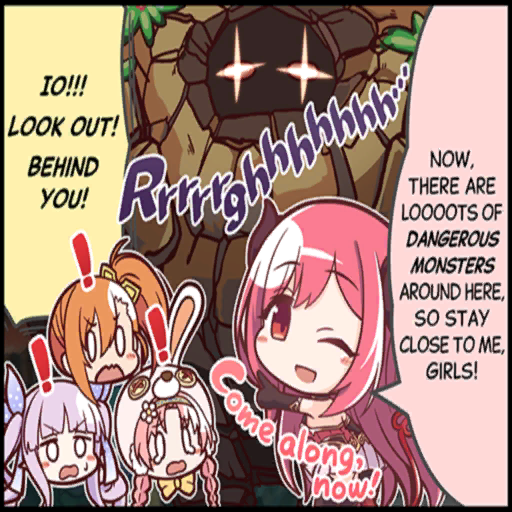 IO!!!
LOOK OUT!
BEHIND
YOU!
Rrrrrghhhhhhhh...
NOW,
THERE ARE
LOOOOTS OF
DANGEROUS
MONSTERS
AROUND HERE,
SO STAY
CLOSE TO ME,
GIRLS!
!
!
!
Come along,
now!